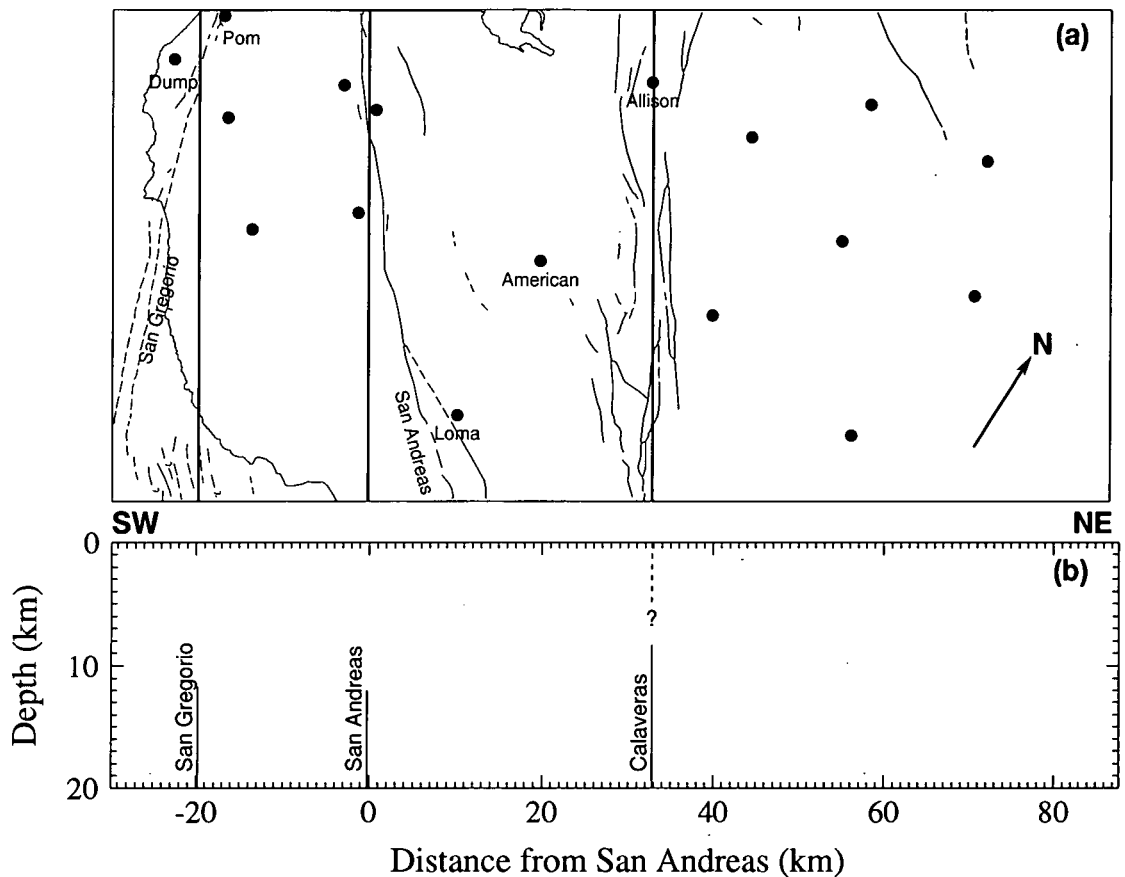 (a)
Pom
Dump
Allison
American
San Gregorio
N
San Andreas
Loma
SW
NE
0
(b)
?
10
San Gregorio
San Andreas
Calaveras
Depth (km)
20
-20
0
20
40
60
80
Distance from San Andreas (km)